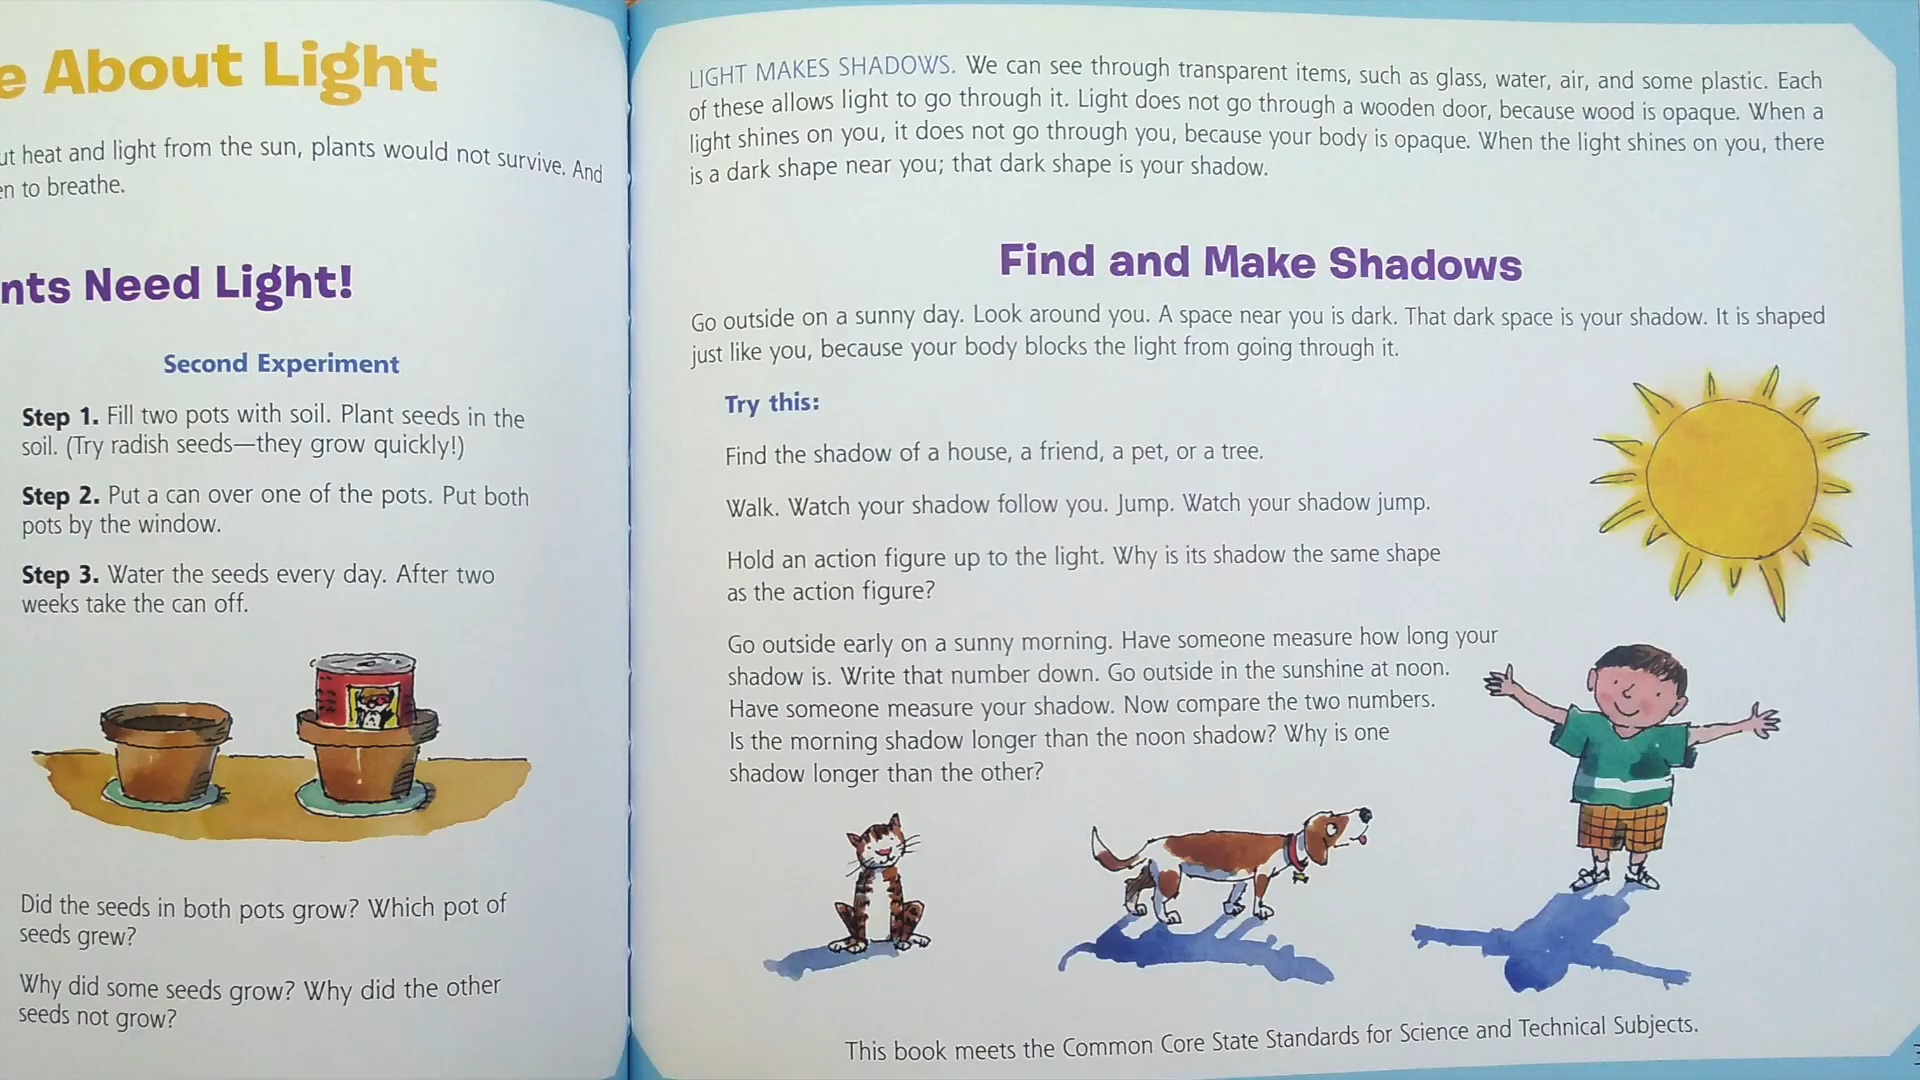 e About Light
ut heat and light from the sun, plants would not survive. And
en to breathe.
nts Need Light!
Second Experiment
Step 1. Fill two pots with soil. Plant seeds in the
soil. (Try radish seeds—they grow quickly!)
Step 2. Put a can over one of the pots. Put both
pots by the window.
Step 3. Water the seeds every day. After two
weeks take the can off.
Did the seeds in both pots grow? Which pot of
seeds grew?
Why did some seeds grow? Why did the other
seeds not grow?
LIGHT MAKES SHADOWS. We can see through transparent items, such as glass, water, air, and some plastic. Each
of these allows light to go through it. Light does not go through a wooden door, because wood is opaque. When a
light shines on you, it does not go through you, because your body is opaque. When the light shines on you, there
is a dark shape near you; that dark shape is your shadow.
Find and Make Shadows
Go outside on a sunny day. Look around you. A space near you is dark. That dark space is your shadow. It is shaped
just like you, because your body blocks the light from going through it.
Try this:
Find the shadow of a house, a friend, a pet, or a tree.
Walk. Watch your shadow follow you. Jump. Watch your shadow jump.
Hold an action figure up to the light. Why is its shadow the same shape
as the action figure?
Go outside early on a sunny morning. Have someone measure how long your
shadow is. Write that number down. Go outside in the sunshine at noon.
Have someone measure your shadow. Now compare the two numbers.
Is the morning shadow longer than the noon shadow? Why is one
shadow longer than the other?
This book meets the Common Core State Standards for Science and Technical Subjects.